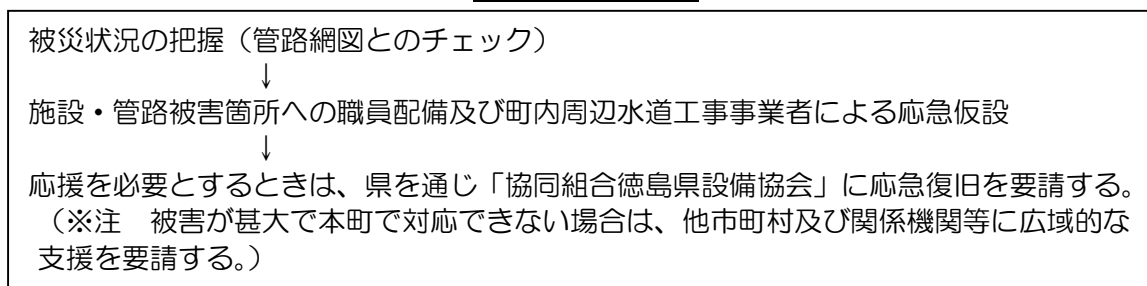 被災状況の把握（管路網図とのチェック）
↓
施設・管路被害箇所への職員配備及び町内周辺水道工事事業者による応急仮設
↓
応援を必要とするときは、県を通じ「協同組合徳島県設備協会」に応急復旧を要請する。
（※注　被害が甚大で本町で対応できない場合は、他市町村及び関係機関等に広域的な
支援を要請する。）